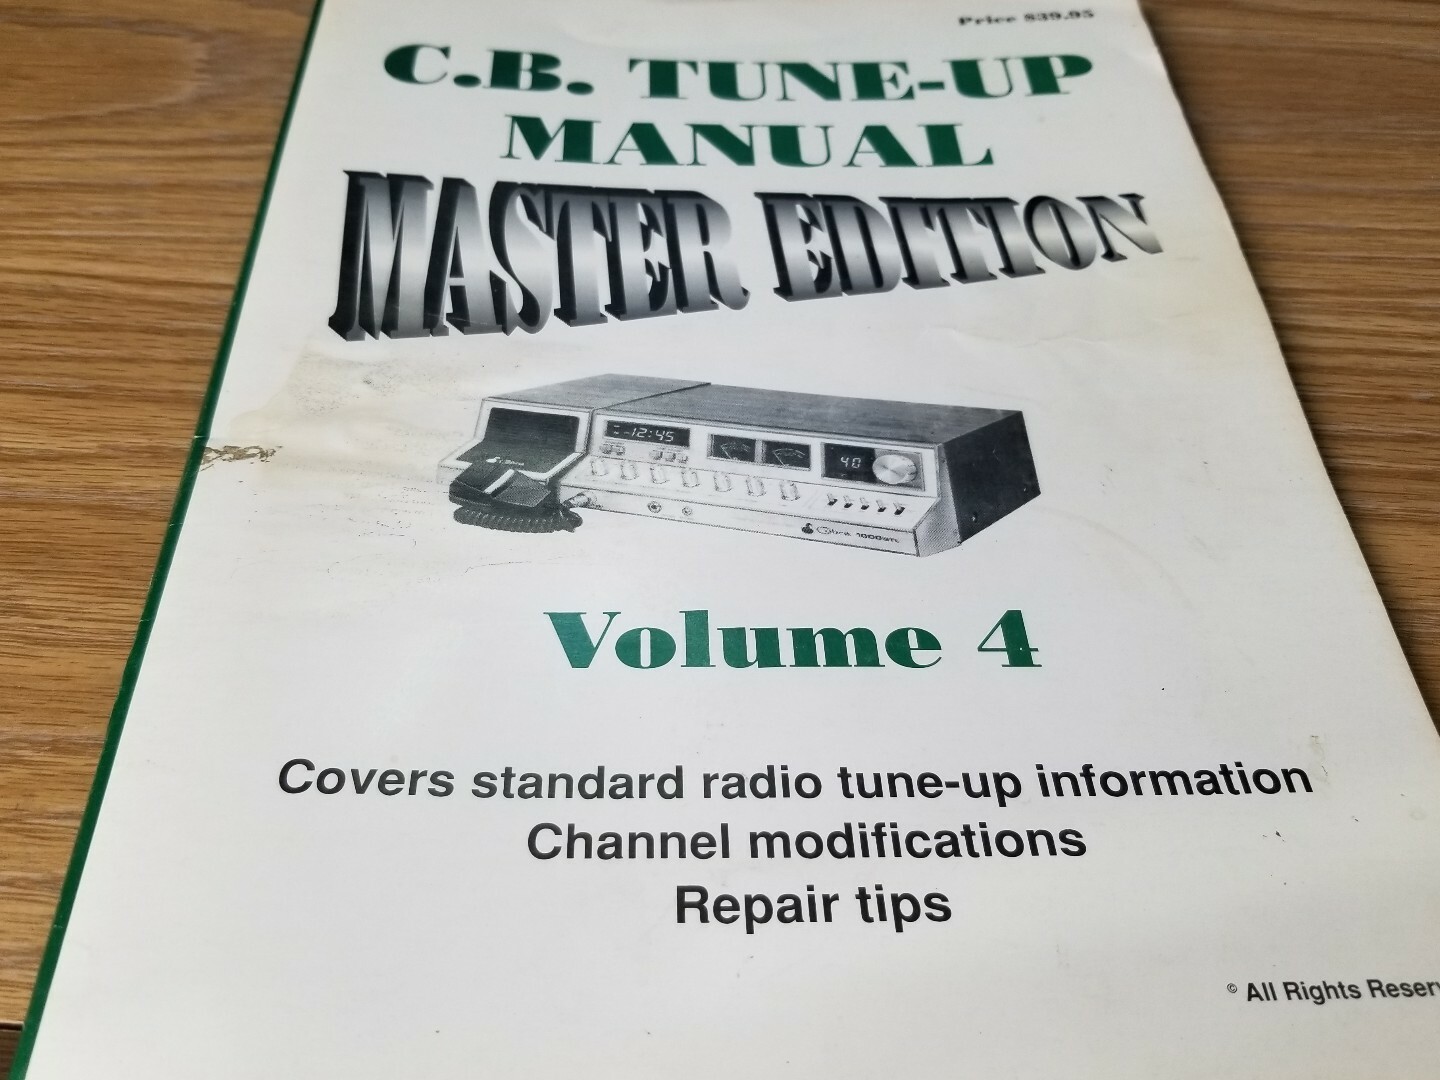 Price $39.95
C.B. TUNE-UP
MANUAL
MASTER EDITION
-12:45
40
Cobra
Cobra 1000GTL
Volume 4
Covers standard radio tune-up information
Channel modifications
Repair tips
© All Rights Reserv